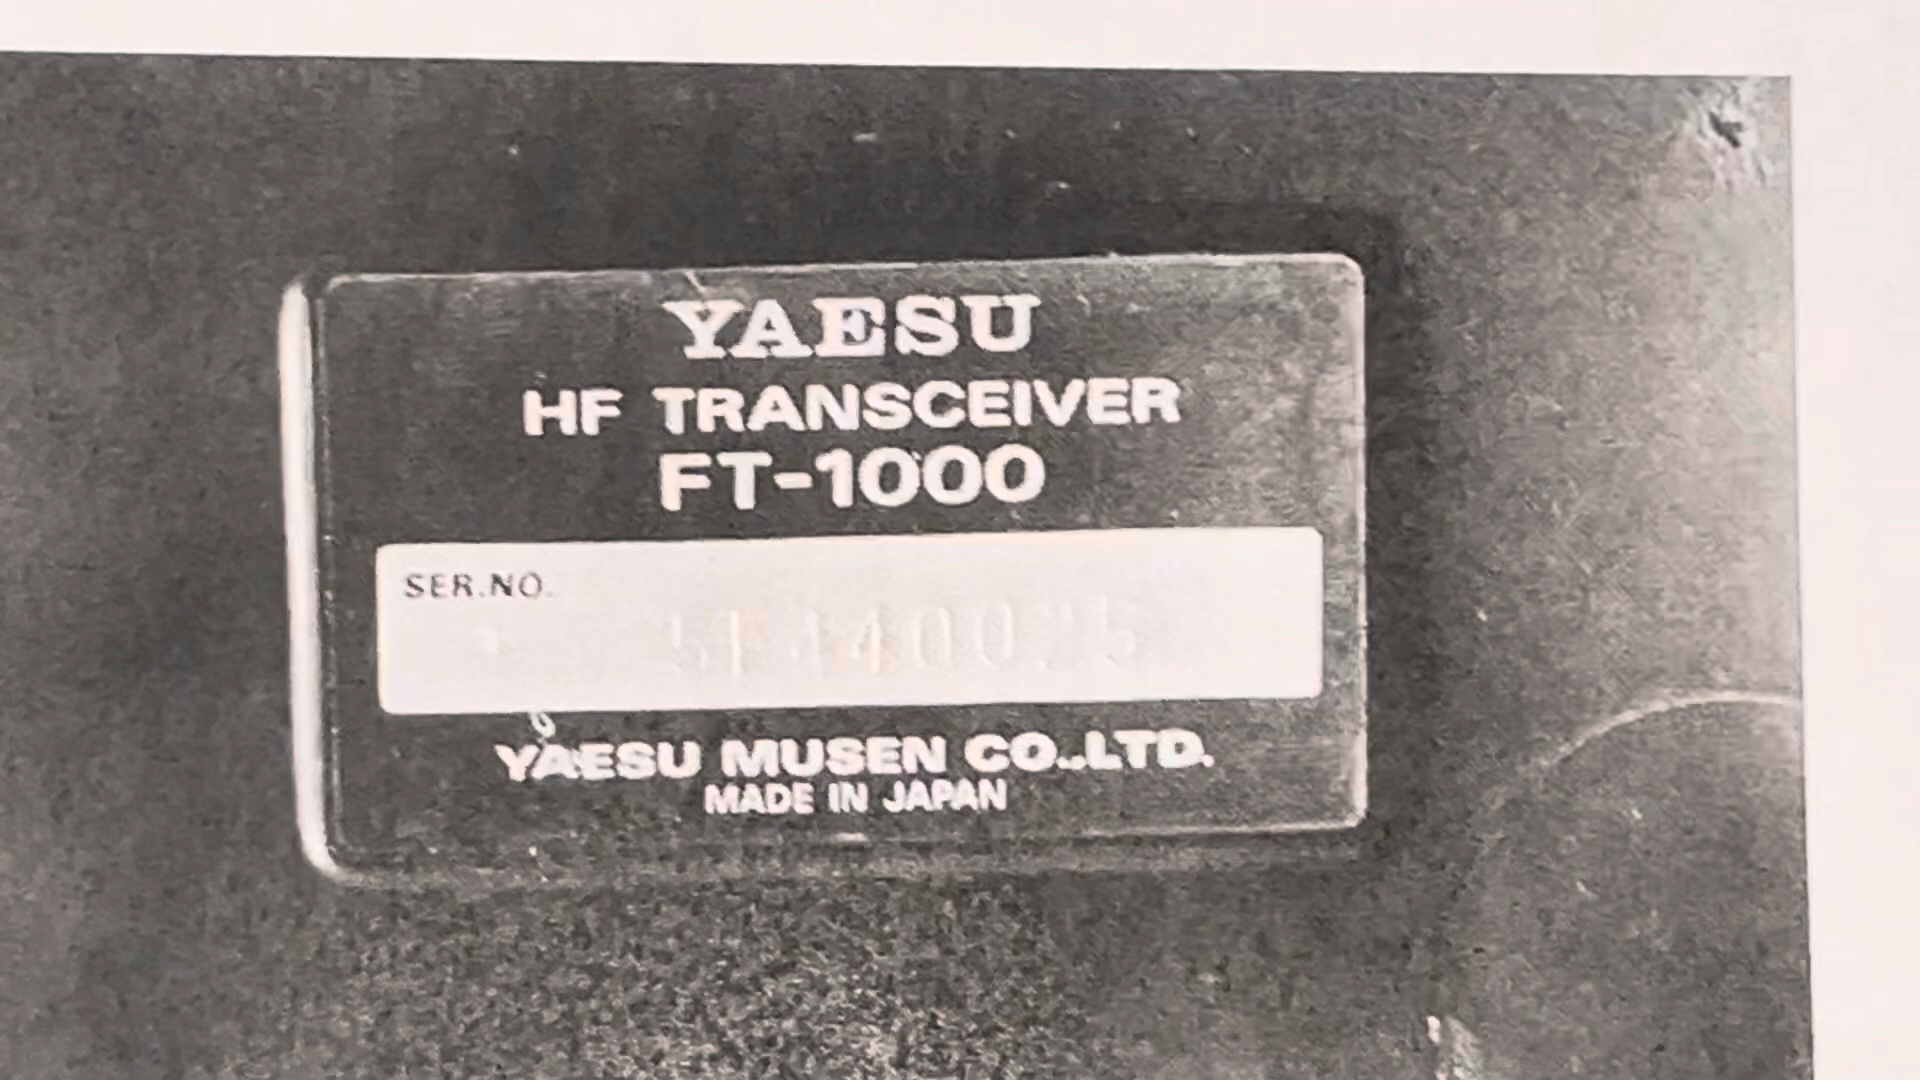 YAESU
HF TRANSCEIVER
FT-1000
SER.NO.
YAESU MUSEN CO.,LTD.
MADE IN JAPAN